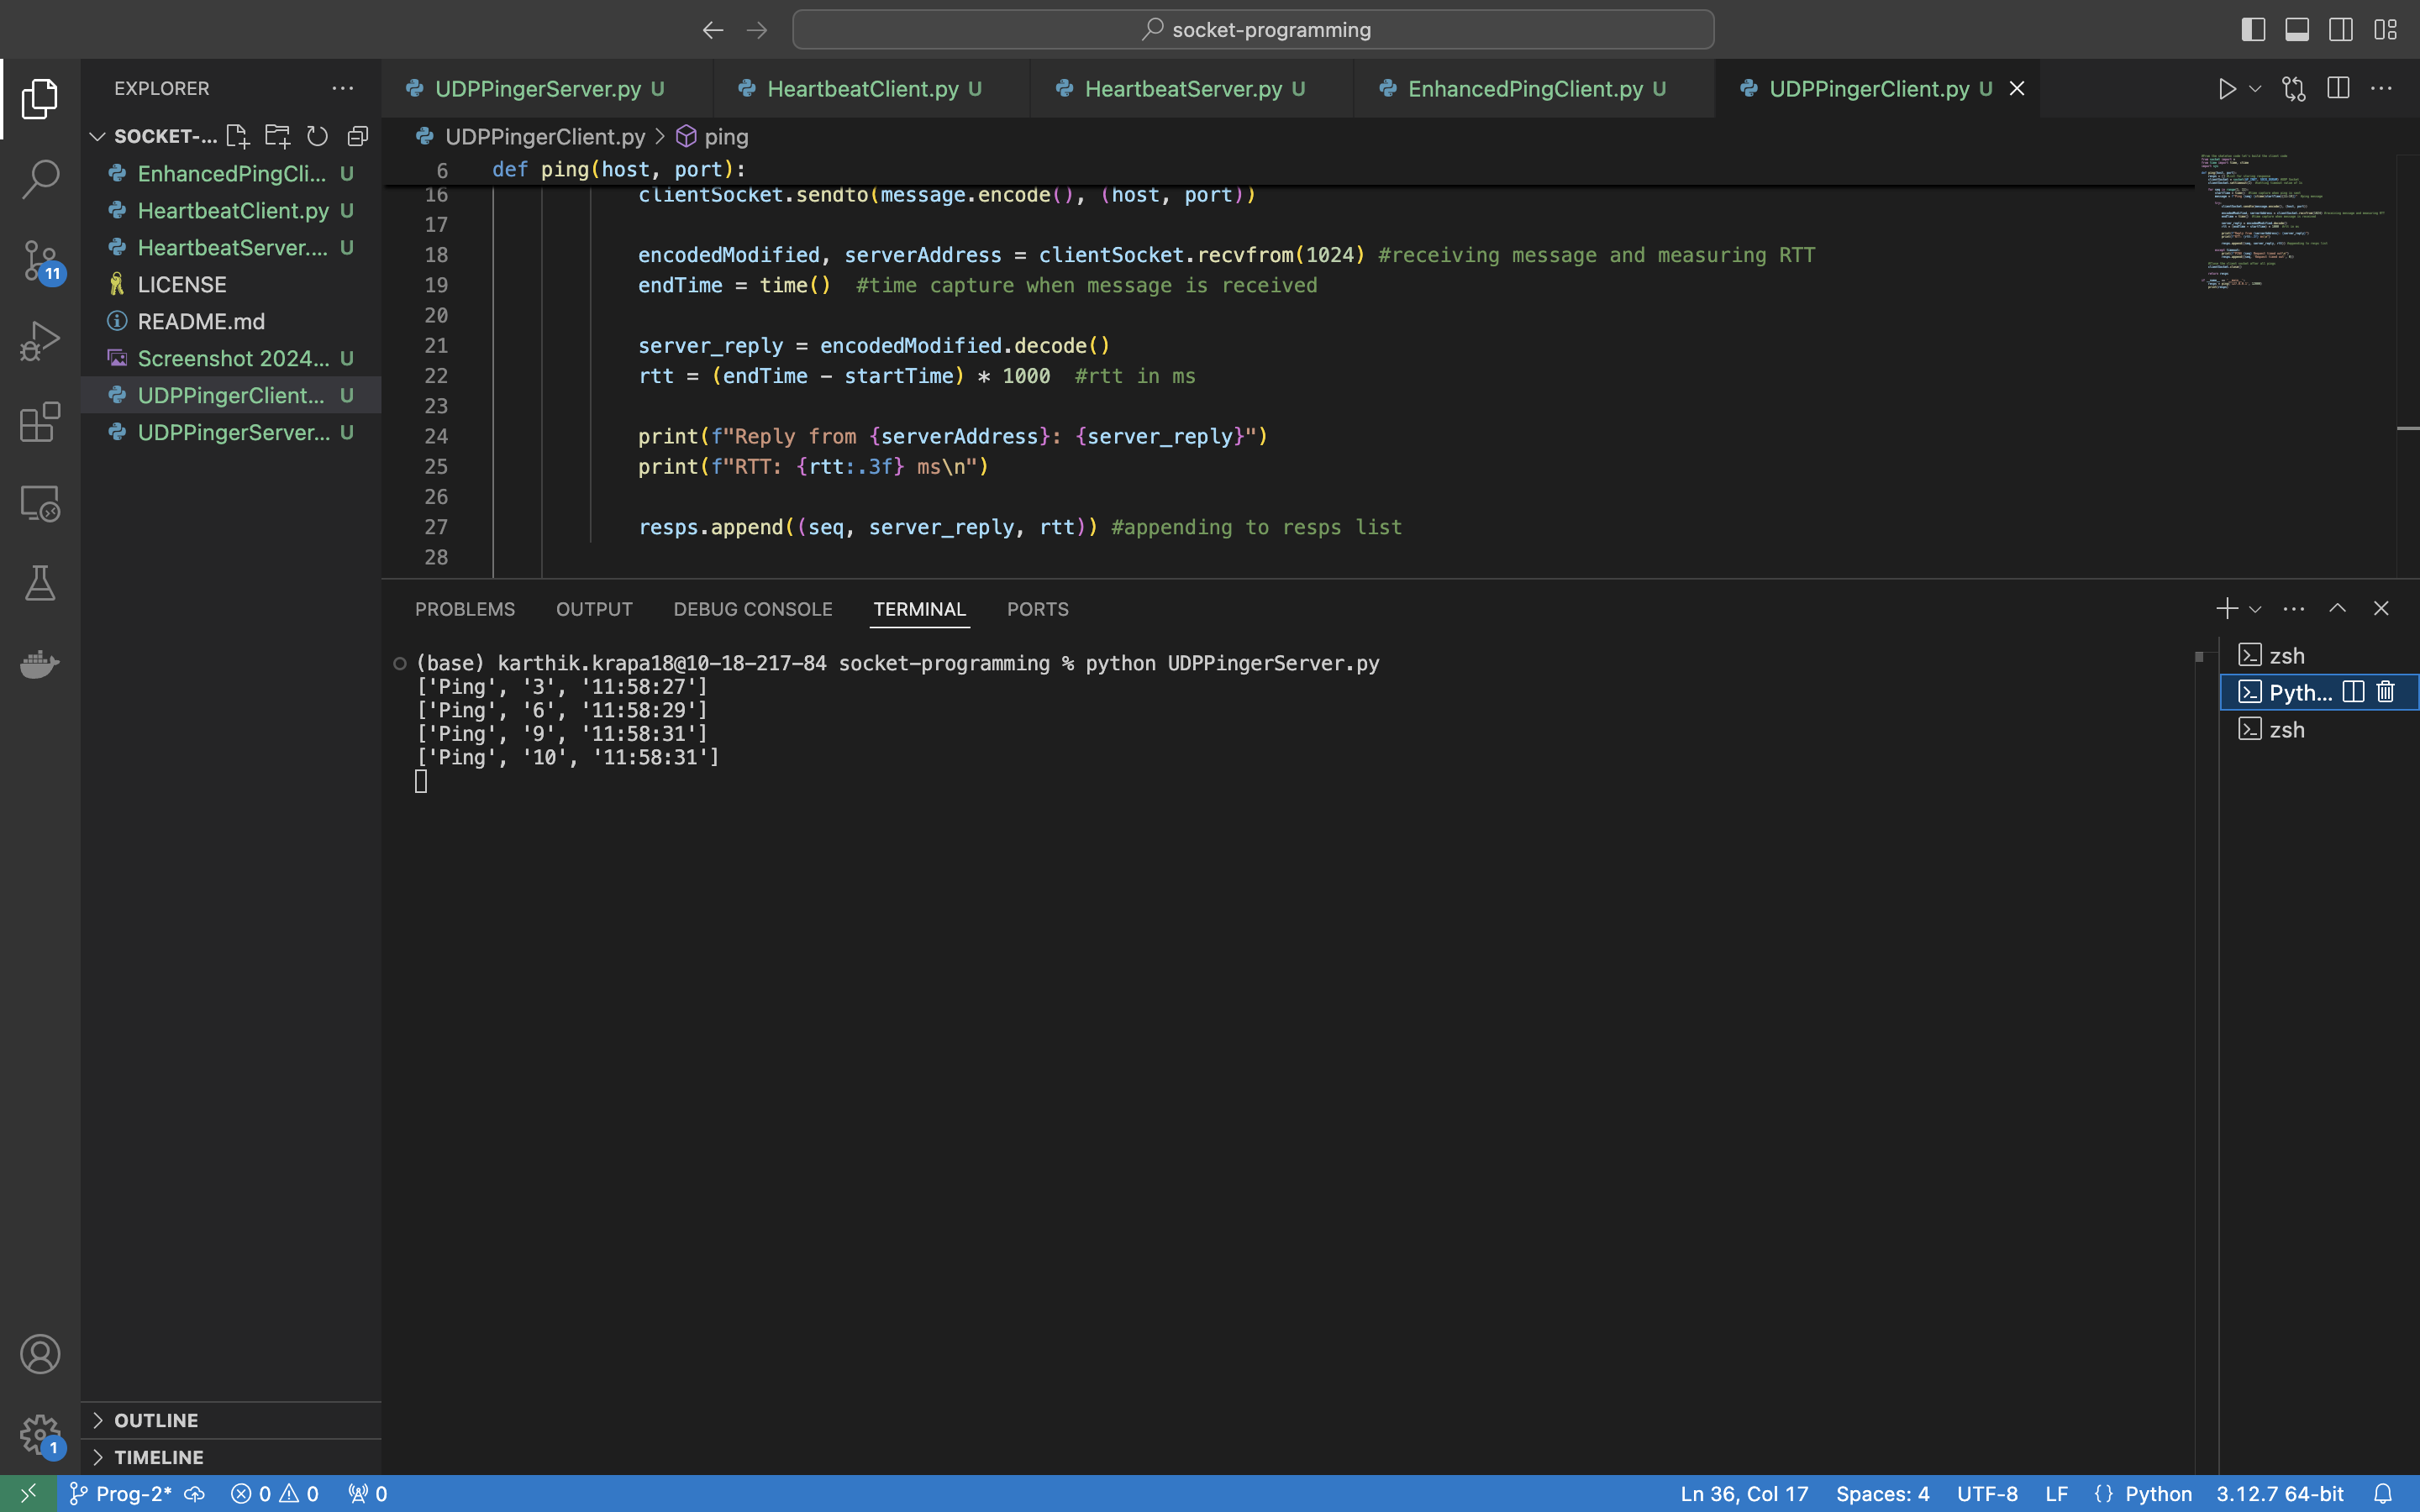 socket-programming
EXPLORER
SOCKET-...
EnhancedPingCli... U
HeartbeatClient.py U
HeartbeatServer.... U
LICENSE
README.md
Screenshot 2024... U
UDPPingerClient... U
UDPPingerServer... U
11
OUTLINE
TIMELINE
1
UDPPingerServer.py U
HeartbeatClient.py U
HeartbeatServer.py U
EnhancedPingClient.py U
UDPPingerClient.py U
UDPPingerClient.py > ping
6 def ping(host, port):
16 clientSocket.sendto(message.encode(), (host, port))
17
18 encodedModified, serverAddress = clientSocket.recvfrom(1024) #receiving message and measuring RTT
19 endTime = time()  #time capture when message is received
20
21 server_reply = encodedModified.decode()
22 rtt = (endTime - startTime) * 1000  #rtt in ms
23
24 print(f"Reply from {serverAddress}: {server_reply}")
25 print(f"RTT: {rtt:.3f} ms\n")
26
27 resps.append((seq, server_reply, rtt)) #appending to resps list
28
PROBLEMS OUTPUT DEBUG CONSOLE TERMINAL PORTS
(base) karthik.krapa18@10-18-217-84 socket-programming % python UDPPingerServer.py
['Ping', '3', '11:58:27']
['Ping', '6', '11:58:29']
['Ping', '9', '11:58:31']
['Ping', '10', '11:58:31']
zsh
Pyth...
zsh
Prog-2* 0 0 0
Ln 36, Col 17 Spaces: 4 UTF-8 LF {} Python 3.12.7 64-bit